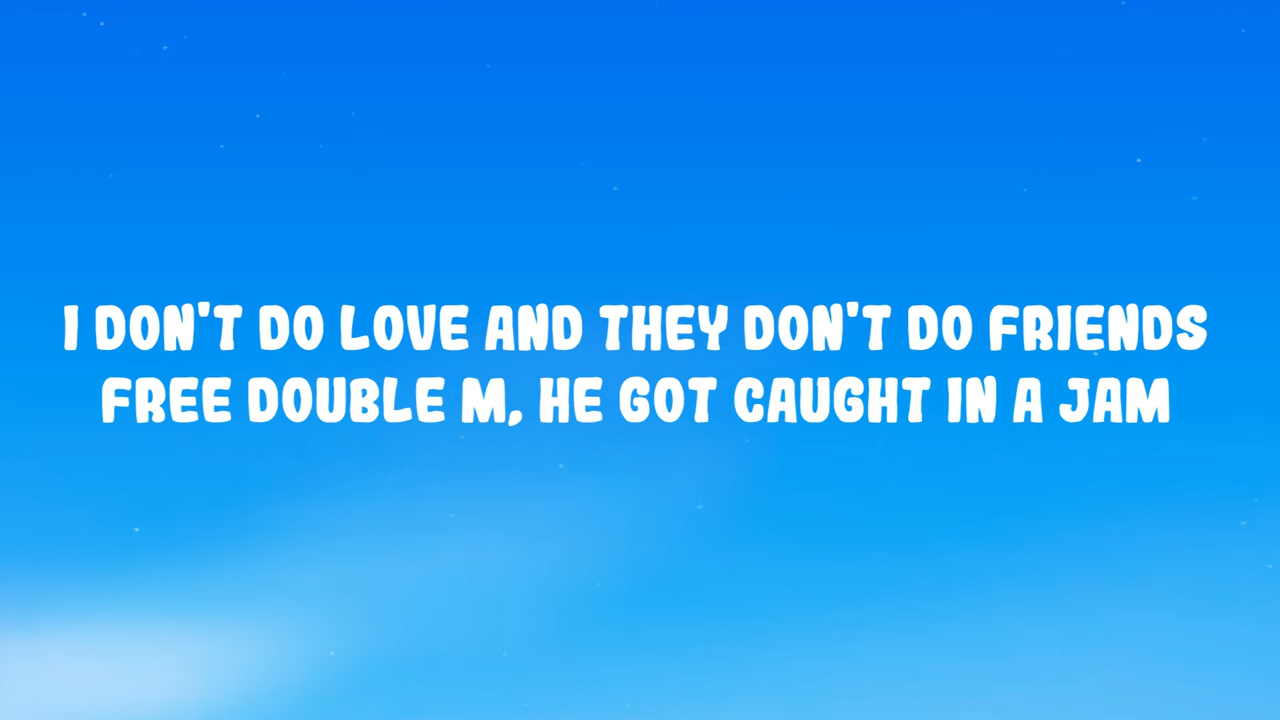 I DON'T DO LOVE AND THEY DON'T DO FRIENDS
FREE DOUBLE M, HE GOT CAUGHT IN A JAM